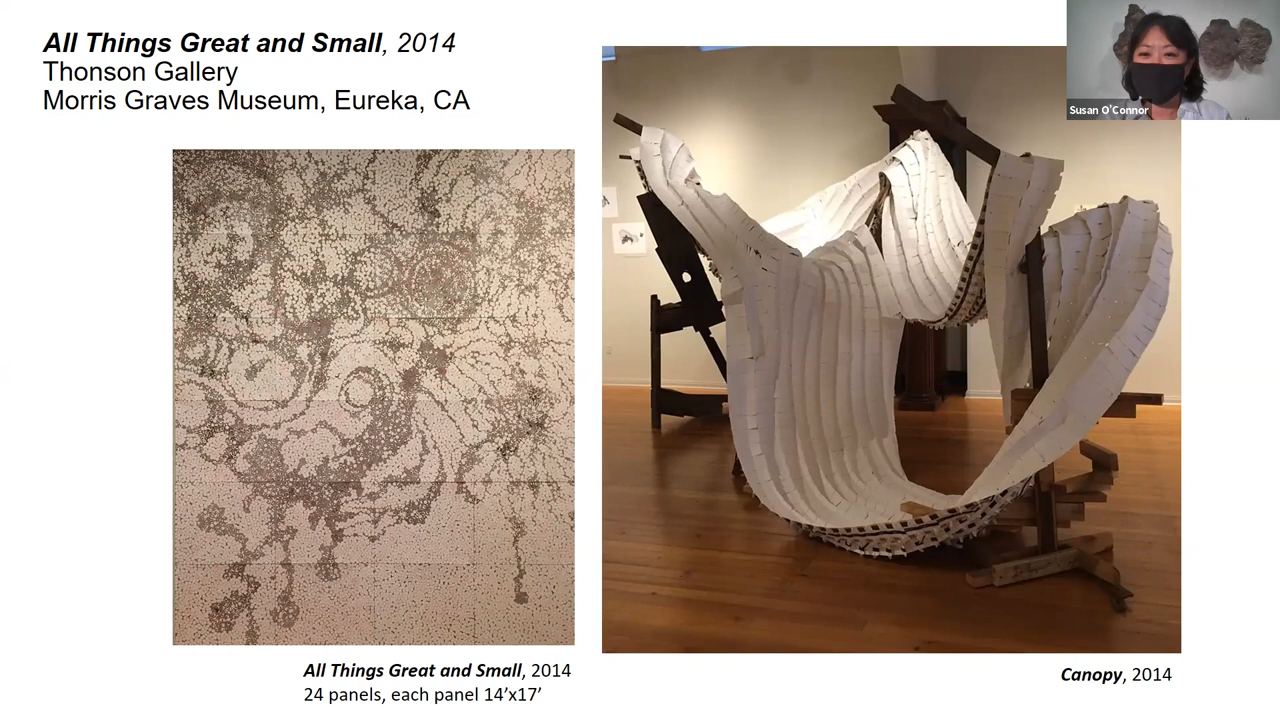 All Things Great and Small, 2014
Thonson Gallery
Morris Graves Museum, Eureka, CA
Susan O'Connor
All Things Great and Small, 2014
24 panels, each panel 14’x17’
Canopy, 2014